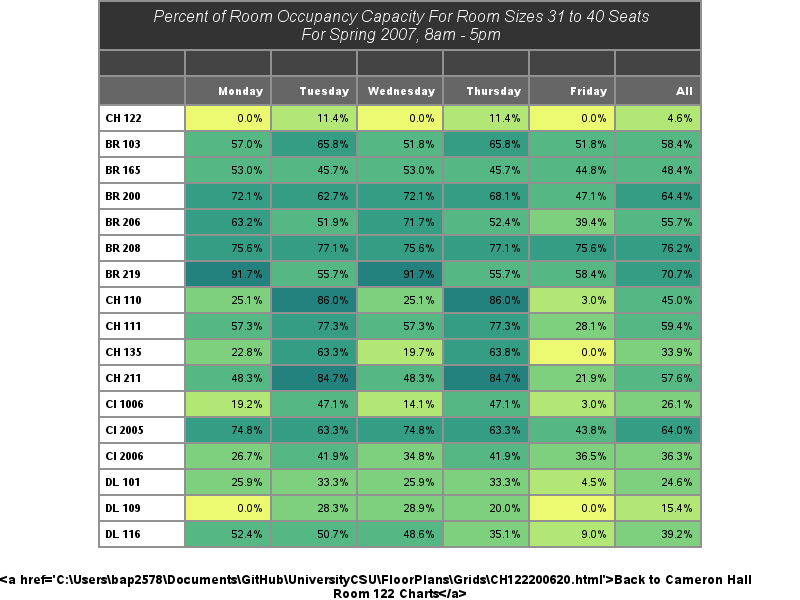 Percent of Room Occupancy Capacity For Room Sizes 31 to 40 Seats
For Spring 2007, 8am - 5pm
Monday Tuesday Wednesday Thursday Friday All
CH 122 0.0% 11.4% 0.0% 11.4% 0.0% 4.6%
BR 103 57.0% 65.8% 51.8% 65.8% 51.8% 58.4%
BR 165 53.0% 45.7% 53.0% 45.7% 44.8% 48.4%
BR 200 72.1% 62.7% 72.1% 68.1% 47.1% 64.4%
BR 206 63.2% 51.9% 71.7% 52.4% 39.4% 55.7%
BR 208 75.6% 77.1% 75.6% 77.1% 75.6% 76.2%
BR 219 91.7% 55.7% 91.7% 55.7% 58.4% 70.7%
CH 110 25.1% 86.0% 25.1% 86.0% 3.0% 45.0%
CH 111 57.3% 77.3% 57.3% 77.3% 28.1% 59.4%
CH 135 22.8% 63.3% 19.7% 63.8% 0.0% 33.9%
CH 211 48.3% 84.7% 48.3% 84.7% 21.9% 57.6%
CI 1006 19.2% 47.1% 14.1% 47.1% 3.0% 26.1%
CI 2005 74.8% 63.3% 74.8% 63.3% 43.8% 64.0%
CI 2006 26.7% 41.9% 34.8% 41.9% 36.5% 36.3%
DL 101 25.9% 33.3% 25.9% 33.3% 4.5% 24.6%
DL 109 0.0% 28.3% 28.9% 20.0% 0.0% 15.4%
DL 116 52.4% 50.7% 48.6% 35.1% 9.0% 39.2%
<a href='C:\Users\bap2578\Documents\GitHub\UniversityCSU\FloorPlans\Grids\CH122200620.html'>Back to Cameron Hall
Room 122 Charts</a>